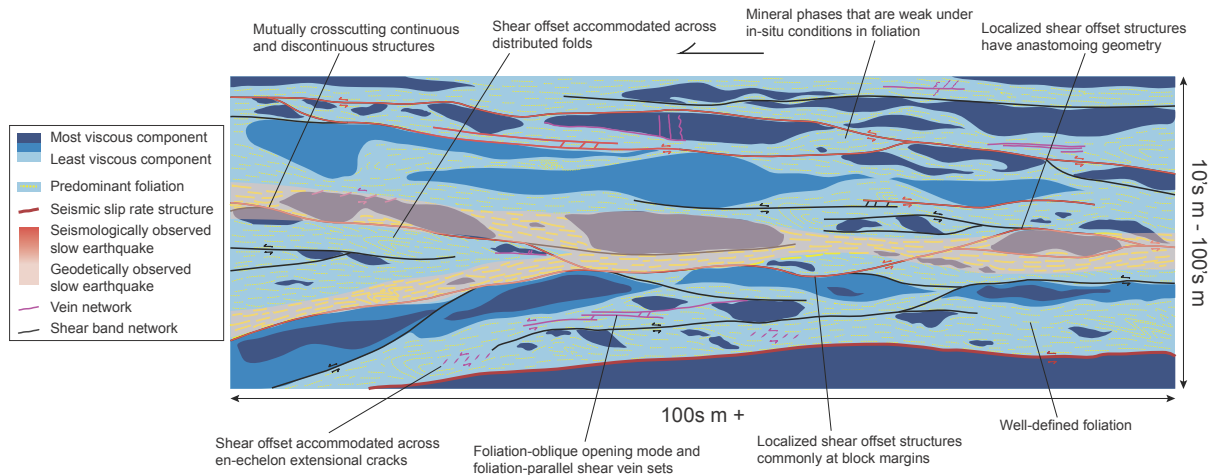 Mutually crosscutting continuous
and discontinuous structures
Shear offset accommodated across
distributed folds
Mineral phases that are weak under
in-situ conditions in foliation
Localized shear offset structures
have anastomoing geometry
Most viscous component
Least viscous component
Predominant foliation
Seismic slip rate structure
Seismologically observed
slow earthquake
Geodetically observed
slow earthquake
Vein network
Shear band network
10's m - 100's m
100s m +
Shear offset accommodated across
en-echelon extensional cracks
Foliation-oblique opening mode and
foliation-parallel shear vein sets
Localized shear offset structures
commonly at block margins
Well-defined foliation